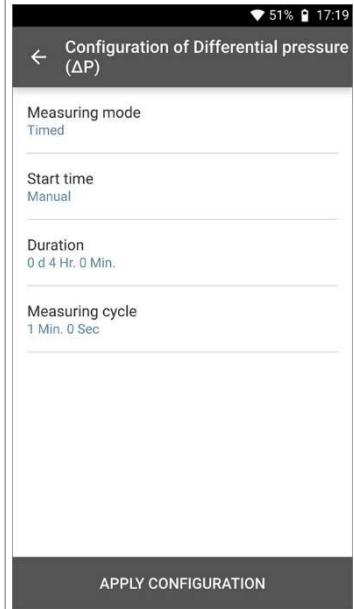 51% 17:19
Configuration of Differential pressure
(ΔP)
Measuring mode
Timed
Start time
Manual
Duration
0 d 4 Hr. 0 Min.
Measuring cycle
1 Min. 0 Sec
APPLY CONFIGURATION